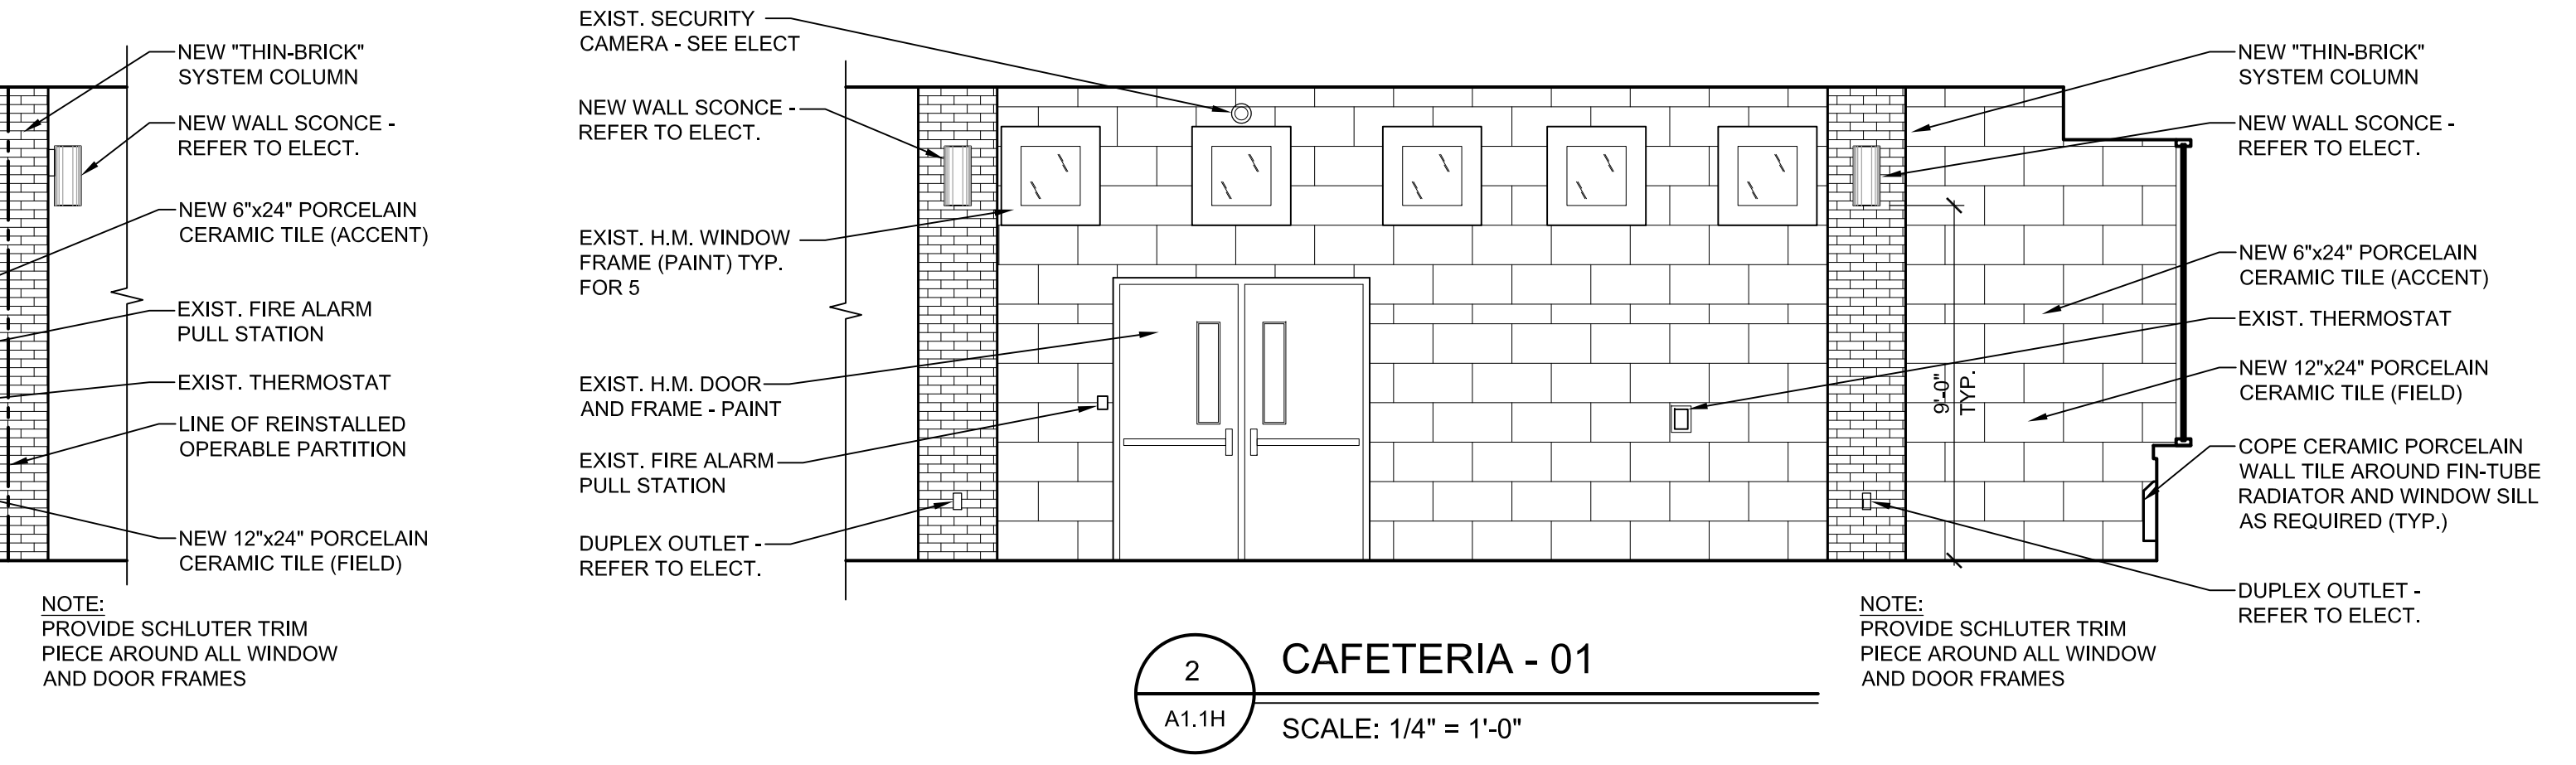 NEW "THIN-BRICK"
SYSTEM COLUMN
NEW WALL SCONCE -
REFER TO ELECT.
NEW 6"x24" PORCELAIN
CERAMIC TILE (ACCENT)
EXIST. FIRE ALARM
PULL STATION
EXIST. THERMOSTAT
LINE OF REINSTALLED
OPERABLE PARTITION
NEW 12"x24" PORCELAIN
CERAMIC TILE (FIELD)
NOTE:
PROVIDE SCHLUTER TRIM
PIECE AROUND ALL WINDOW
AND DOOR FRAMES
EXIST. SECURITY
CAMERA - SEE ELECT
NEW WALL SCONCE -
REFER TO ELECT.
EXIST. H.M. WINDOW
FRAME (PAINT) TYP.
FOR 5
EXIST. H.M. DOOR
AND FRAME - PAINT
EXIST. FIRE ALARM
PULL STATION
DUPLEX OUTLET -
REFER TO ELECT.
9'-0"
TYP.
NEW "THIN-BRICK"
SYSTEM COLUMN
NEW WALL SCONCE -
REFER TO ELECT.
NEW 6"x24" PORCELAIN
CERAMIC TILE (ACCENT)
EXIST. THERMOSTAT
NEW 12"x24" PORCELAIN
CERAMIC TILE (FIELD)
COPE CERAMIC PORCELAIN
WALL TILE AROUND FIN-TUBE
RADIATOR AND WINDOW SILL
AS REQUIRED (TYP.)
DUPLEX OUTLET -
REFER TO ELECT.
NOTE:
PROVIDE SCHLUTER TRIM
PIECE AROUND ALL WINDOW
AND DOOR FRAMES
2
A1.1H
CAFETERIA - 01
SCALE: 1/4" = 1'-0"